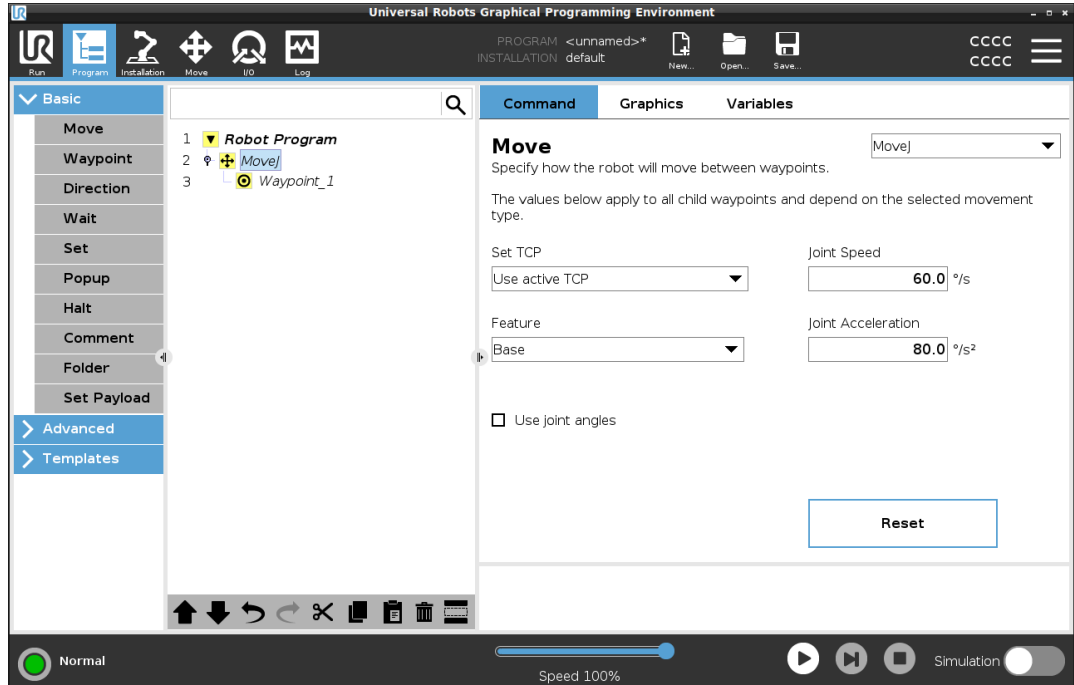 Universal Robots Graphical Programming Environment
UR
Run
Program
Installation
Move
I/O
Log
PROGRAM <unnamed>*
INSTALLATION default
New...
Open...
Save...
CCCC
CCCC
Basic
Move
Waypoint
Direction
Wait
Set
Popup
Halt
Comment
Folder
Set Payload
Advanced
Templates
1 Robot Program
2 MoveJ
3 Waypoint_1
Command Graphics Variables
Move
MoveJ
Specify how the robot will move between waypoints.
The values below apply to all child waypoints and depend on the selected movement
type.
Set TCP
Use active TCP
Joint Speed
60.0 °/s
Feature
Base
Joint Acceleration
80.0 °/s²
Use joint angles
Reset
Normal
Speed 100%
Simulation